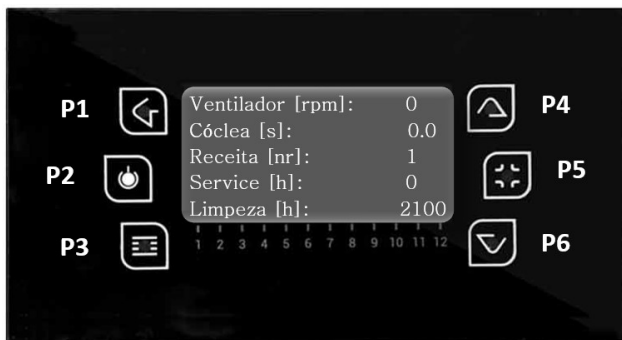 P1
P2
P3
Ventilador [rpm]: 0
Cóclea [s]: 0.0
Receita [nr]: 1
Service [h]: 0
Limpeza [h]: 2100
1 2 3 4 5 6 7 8 9 10 11 12
P4
P5
P6